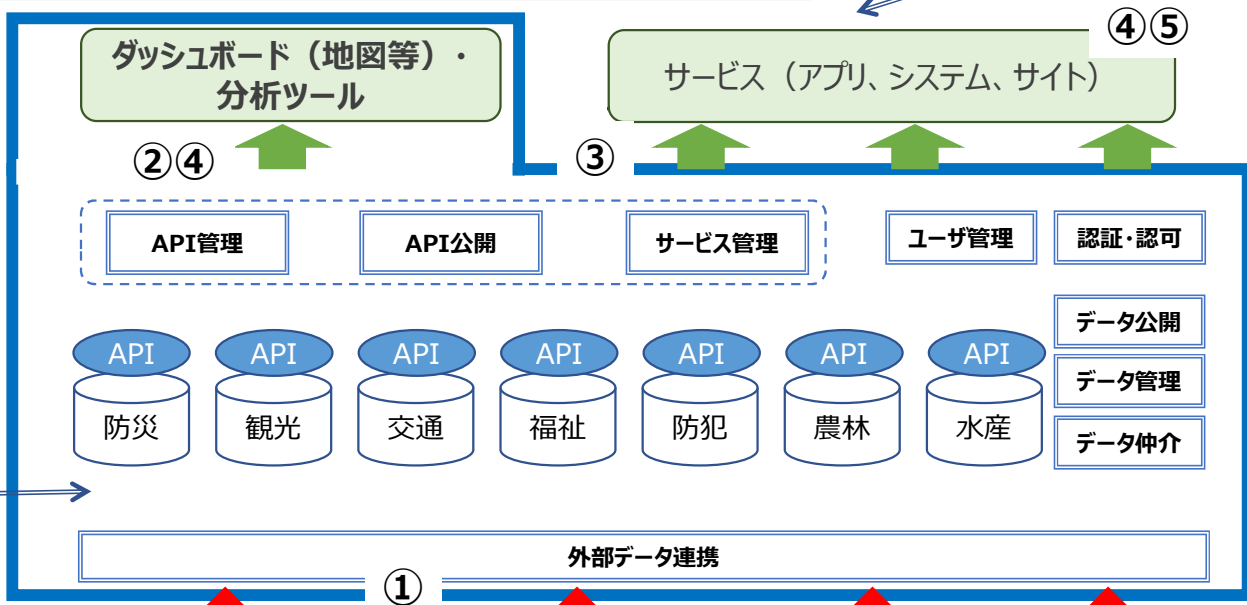 ④⑤
ダッシュボード（地図等）・
分析ツール
サービス（アプリ、システム、サイト）
②④
③
API管理
API公開
サービス管理
ユーザ管理
認証・認可
データ公開
API
API
API
API
API
API
API
データ管理
防災
観光
交通
福祉
防犯
農林
水産
データ仲介
外部データ連携
①